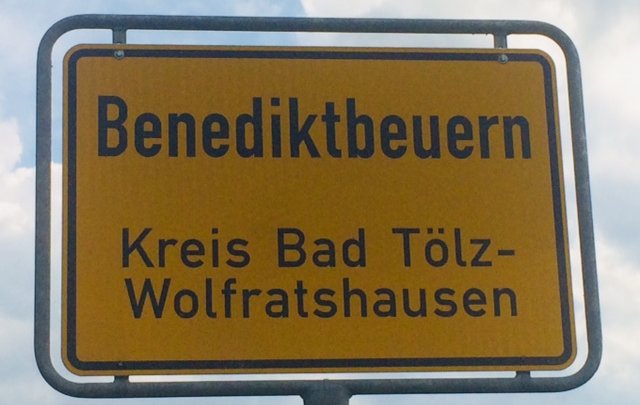 Benediktbeuern
Kreis Bad Tölz-
Wolfratshausen